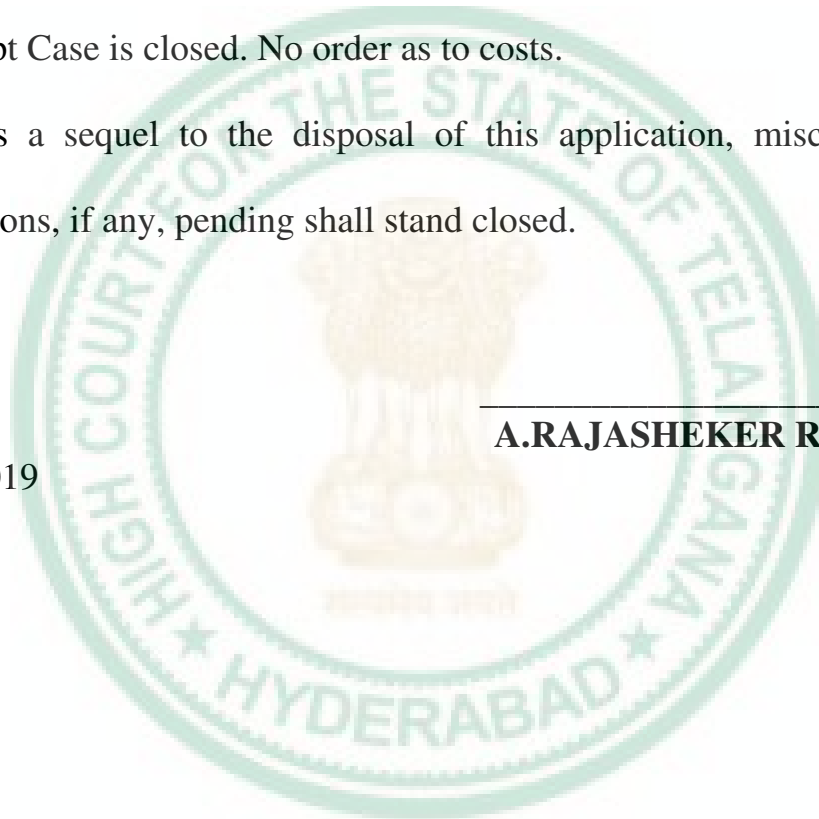 pt Case is closed. No order as to costs.
s a sequel to the disposal of this application, misc
ons, if any, pending shall stand closed.
A.RAJASHEKER R
19
HIGH COURT FOR THE STATE OF TELANGANA
★ HYDERABAD ★